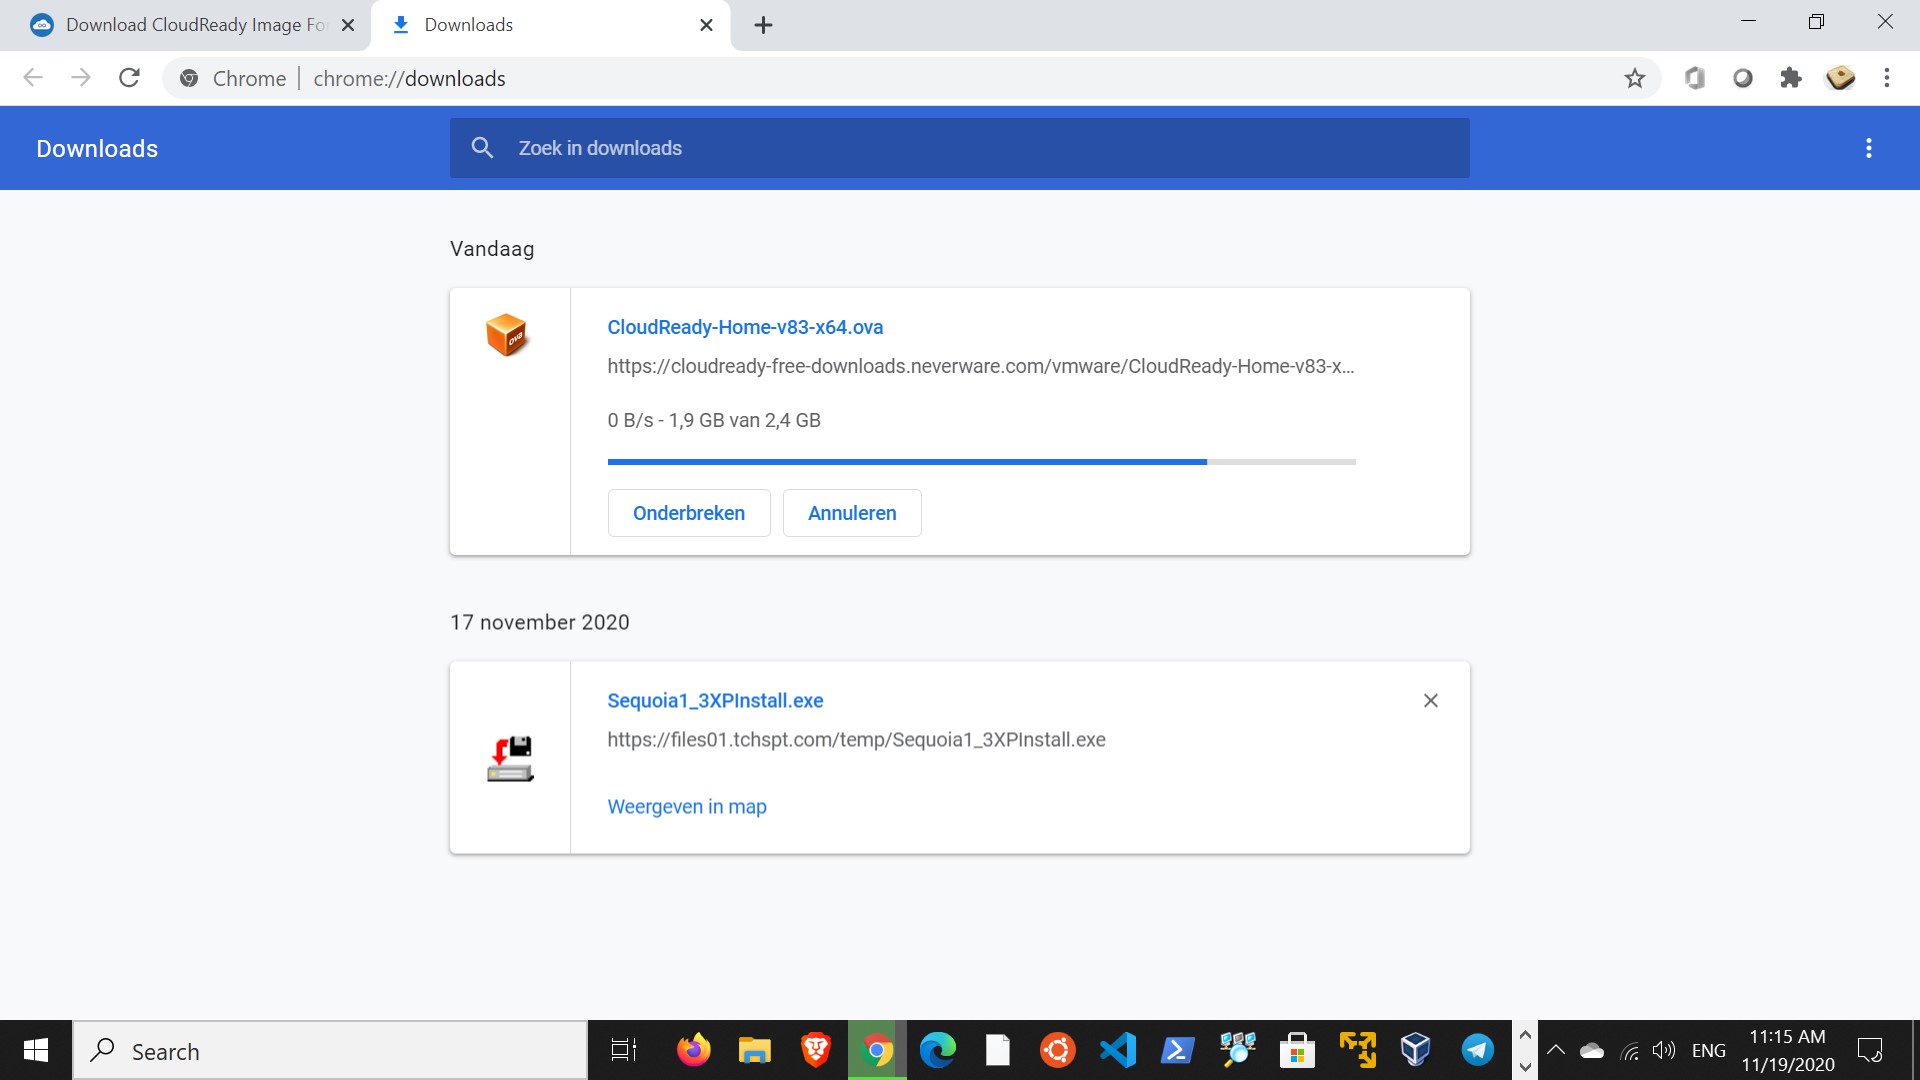 Download CloudReady Image Fo
Downloads
Chrome | chrome://downloads
Downloads
Zoek in downloads
Vandaag
CloudReady-Home-v83-x64.ova
https://cloudready-free-downloads.neverware.com/vmware/CloudReady-Home-v83-x...
0 B/s - 1,9 GB van 2,4 GB
Onderbreken
Annuleren
17 november 2020
Sequoia1_3XPInstall.exe
https://files01.tchspt.com/temp/Sequoia1_3XPInstall.exe
Weergeven in map
Search
ENG
11:15 AM
11/19/2020